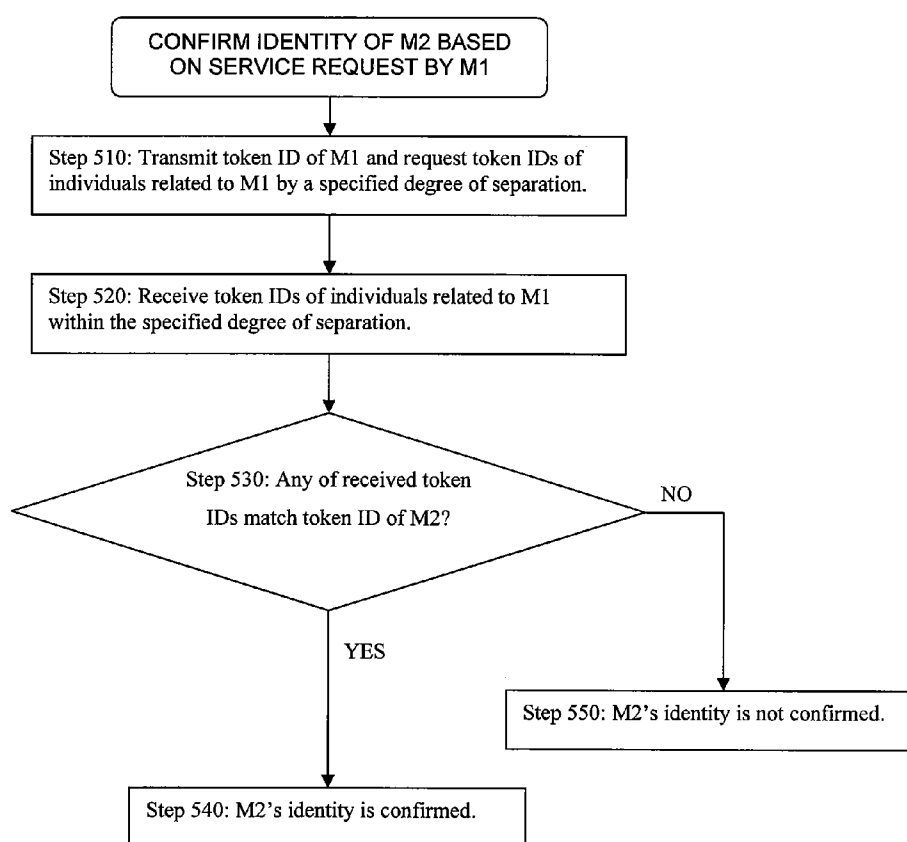 CONFIRM IDENTITY OF M2 BASED
ON SERVICE REQUEST BY M1
Step 510: Transmit token ID of M1 and request token IDs of
individuals related to M1 by a specified degree of separation.
Step 520: Receive token IDs of individuals related to M1
within the specified degree of separation.
Step 530: Any of received token
IDs match token ID of M2?
NO
YES
Step 550: M2's identity is not confirmed.
Step 540: M2's identity is confirmed.